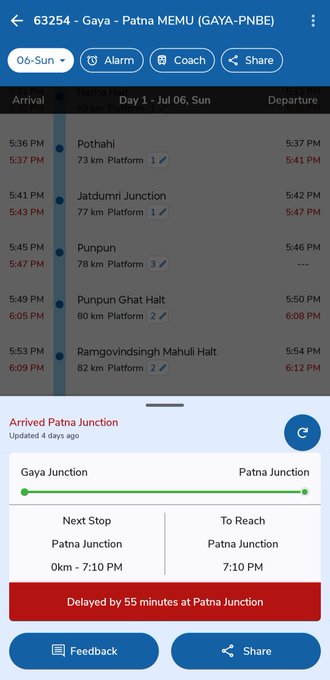 63254 - Gaya - Patna MEMU (GAYA-PNBE)
06-Sun
Alarm
Coach
Share
Arrival Day 1 - Jul 06, Sun Departure
Nema Halt
5:36 PM Pothahi 5:37 PM
5:37 PM 73 km Platform 1 5:41 PM
5:41 PM Jatdumri Junction 5:42 PM
5:43 PM 77 km Platform 1 5:47 PM
5:45 PM Punpun 5:46 PM
5:47 PM 78 km Platform 3 ---
5:49 PM Punpun Ghat Halt 5:50 PM
6:05 PM 80 km Platform 2 6:08 PM
5:53 PM Ramgovindsingh Mahuli Halt 5:54 PM
6:09 PM 82 km Platform 2 6:12 PM
Arrived Patna Junction
Updated 4 days ago
Gaya Junction Patna Junction
Next Stop To Reach
Patna Junction Patna Junction
0km - 7:10 PM 7:10 PM
Delayed by 55 minutes at Patna Junction
Feedback
Share